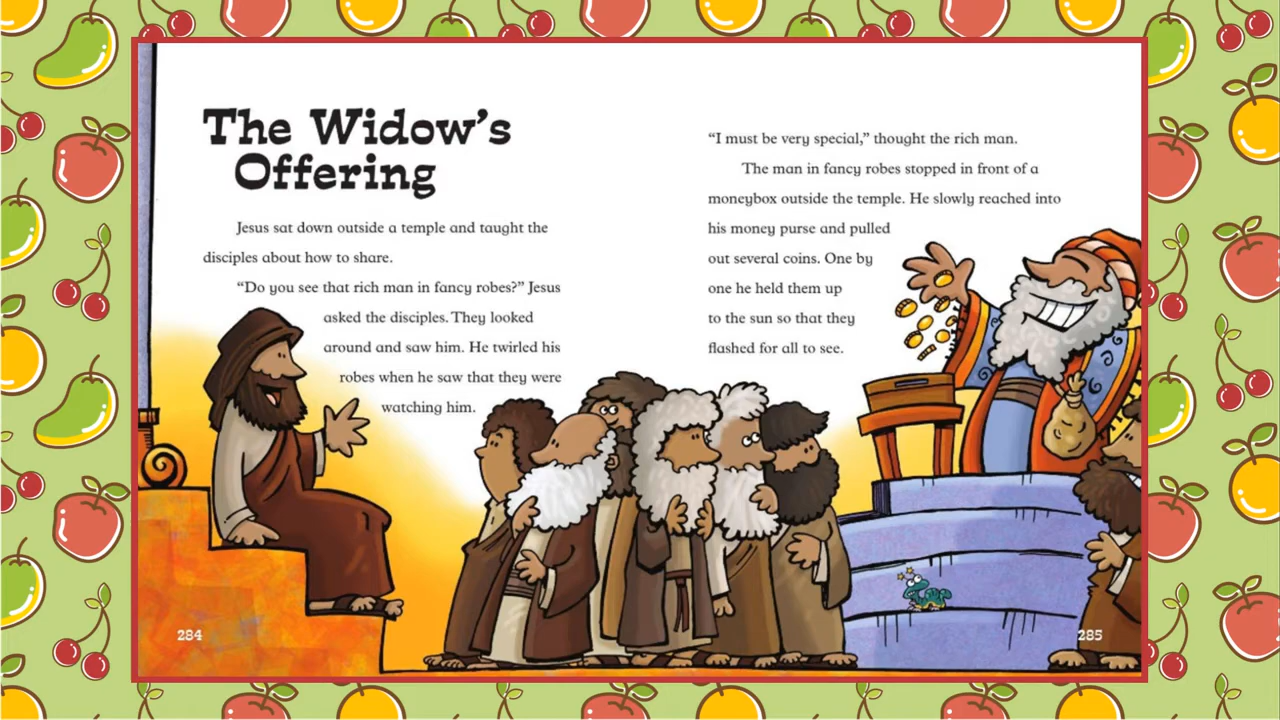 The Widow's
Offering
Jesus sat down outside a temple and taught the
disciples about how to share.
“Do you see that rich man in fancy robes?” Jesus
asked the disciples. They looked
around and saw him. He twirled his
robes when he saw that they were
watching him.
284
“I must be very special,” thought the rich man.
The man in fancy robes stopped in front of a
moneybox outside the temple. He slowly reached into
his money purse and pulled
out several coins. One by
one he held them up
to the sun so that they
flashed for all to see.
285